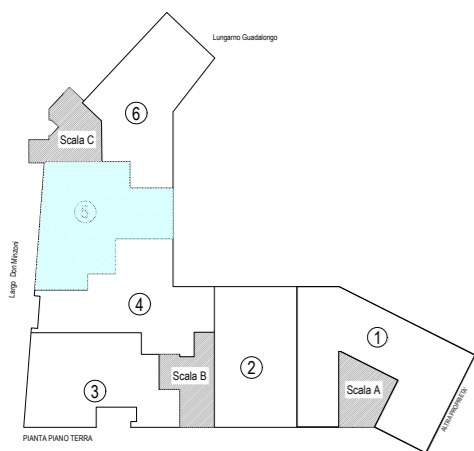 Lungarno Guadalongo
6
Scala C
5
Largo Don Minzoni
4
1
Scala B
2
Scala A
3
ALTRA PROPRIETA'
PIANTA PIANO TERRA